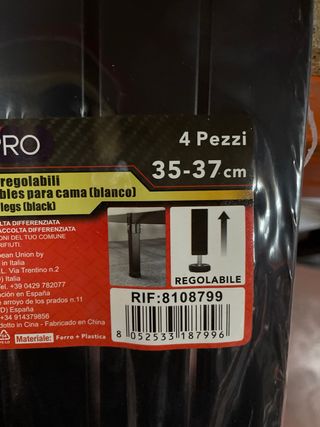 PRO
4 Pezzi
35-37 cm
regolabili
bles para cama (blanco)
legs (black)
LTA DIFFERENZIATA
ACCOLTA DIFFERENZIATA
ONI DEL TUO COMUNE
RIFIUTI.
pean Union by
in Italia
.L. Via Trentino n.2
) Italia
Tel. +39 0429 782077
ación en España
arroyo de los prados n.11
D) España
+34 914379856
dotto in Cina - Fabricado en China
Materiale: Ferro + Plastica
REGOLABILE
RIF:8108799
8 052533 187996